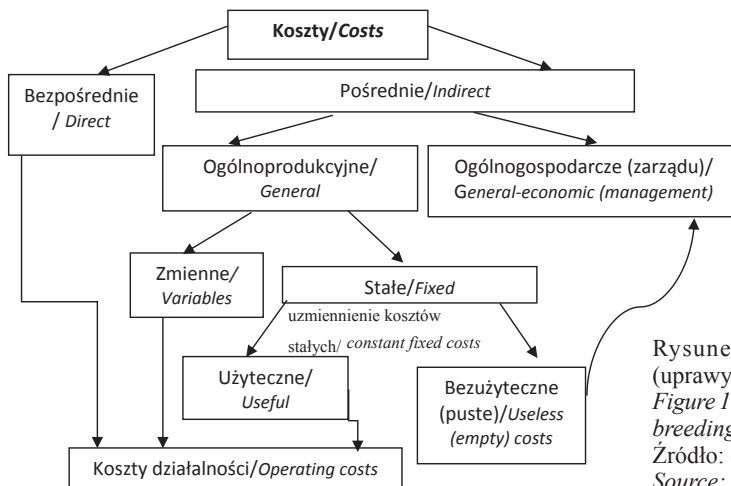 Koszty/Costs
Bezpośrednie
/ Direct
Pośrednie/Indirect
Ogólnoprodukcyjne/
General
Ogólnogospodarcze (zarządu)/
General-economic (management)
Zmienne/
Variables
Stałe/Fixed
uzmiennienie kosztów
stałych/ constant fixed costs
Użyteczne/
Useful
Bezużyteczne
(puste)/Useless
(empty) costs
Koszty działalności/Operating costs
Rysune
(uprawy
Figure 1
breeding
Źródło:
Source: